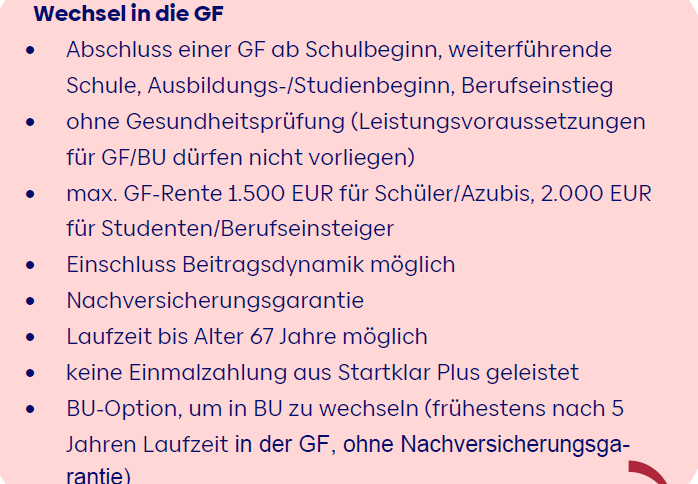 Wechsel in die GF
• Abschluss einer GF ab Schulbeginn, weiterführende
Schule, Ausbildungs-/Studienbeginn, Berufseinstieg
• ohne Gesundheitsprüfung (Leistungsvoraussetzungen
für GF/BU dürfen nicht vorliegen)
• max. GF-Rente 1.500 EUR für Schüler/Azubis, 2.000 EUR
für Studenten/Berufseinsteiger
• Einschluss Beitragsdynamik möglich
• Nachversicherungsgarantie
• Laufzeit bis Alter 67 Jahre möglich
• keine Einmalzahlung aus Startklar Plus geleistet
• BU-Option, um in BU zu wechseln (frühestens nach 5
Jahren Laufzeit in der GF, ohne Nachversicherungsga-
rantie)